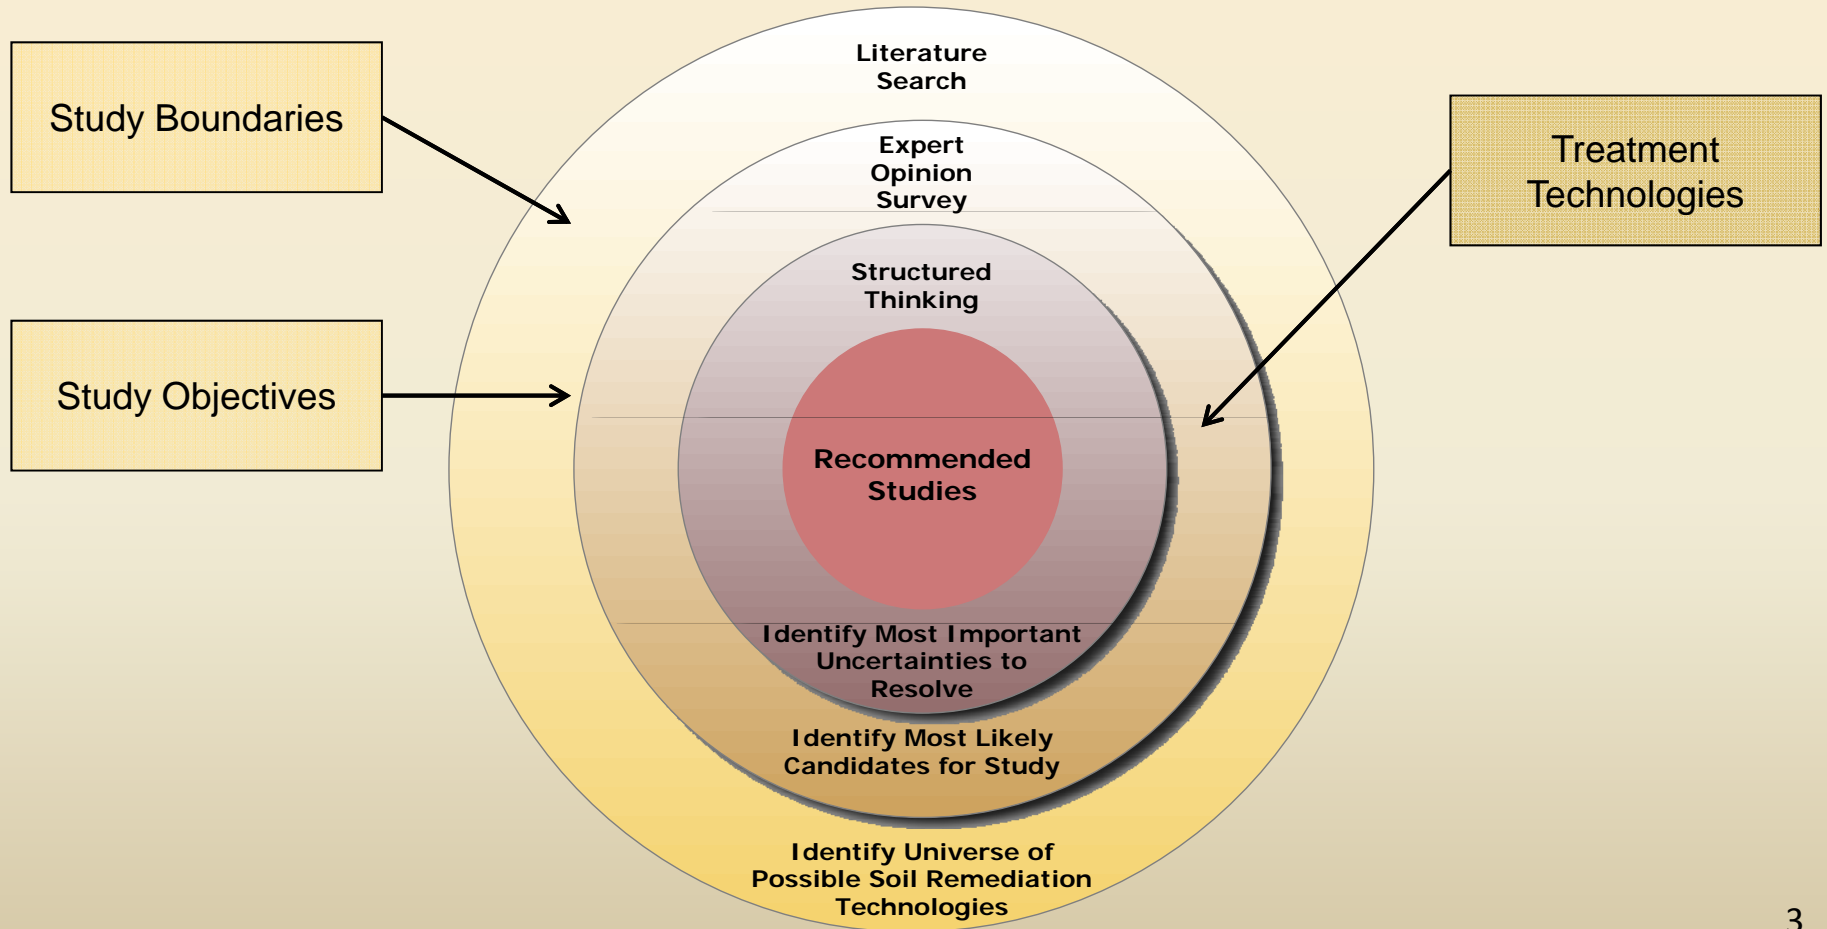 Study Boundaries
Study Objectives
Literature
Search
Expert
Opinion
Survey
Structured
Thinking
Recommended
Studies
Identify Most Important
Uncertainties to
Resolve
Identify Most Likely
Candidates for Study
Identify Universe of
Possible Soil Remediation
Technologies
Treatment
Technologies
3